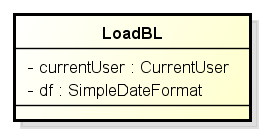 LoadBL
- currentUser : CurrentUser
- df : SimpleDateFormat